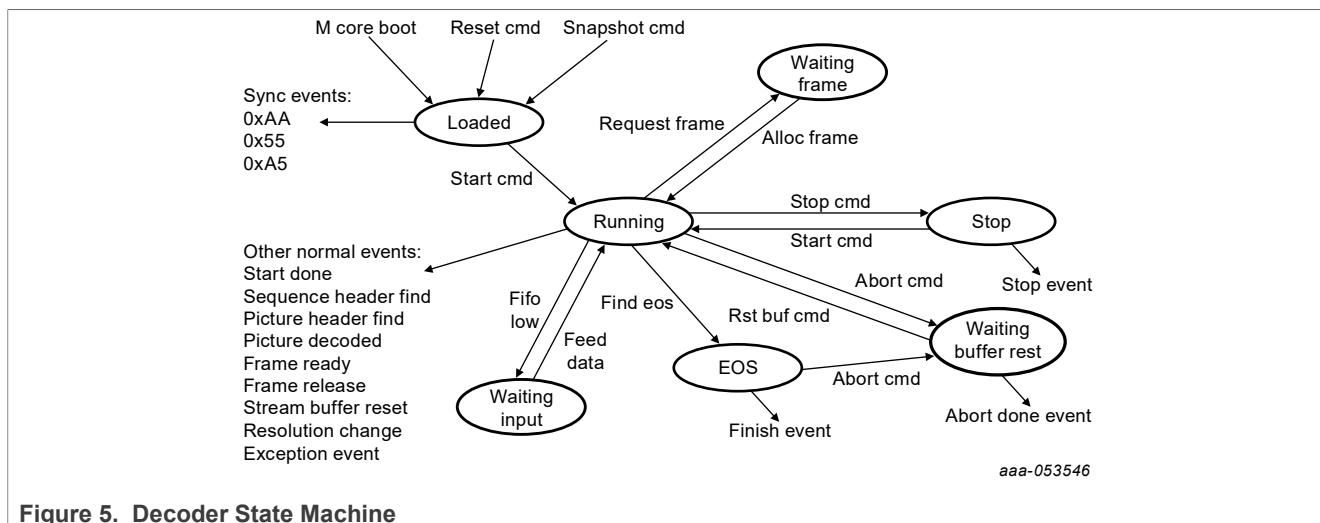 M core boot
Reset cmd
Snapshot cmd
Waiting
frame
Sync events:
0xAA
0x55
0xA5
Loaded
Request frame
Alloc frame
Start cmd
Running
Stop cmd
Start cmd
Stop
Other normal events:
Start done
Sequence header find
Picture header find
Picture decoded
Frame ready
Frame release
Stream buffer reset
Resolution change
Exception event
Fifo
low
Feed
data
Find eos
Abort cmd
Rst buf cmd
Stop event
Waiting
buffer rest
EOS
Abort cmd
Waiting
input
Finish event
Abort done event
aaa-053546
Figure 5. Decoder State Machine